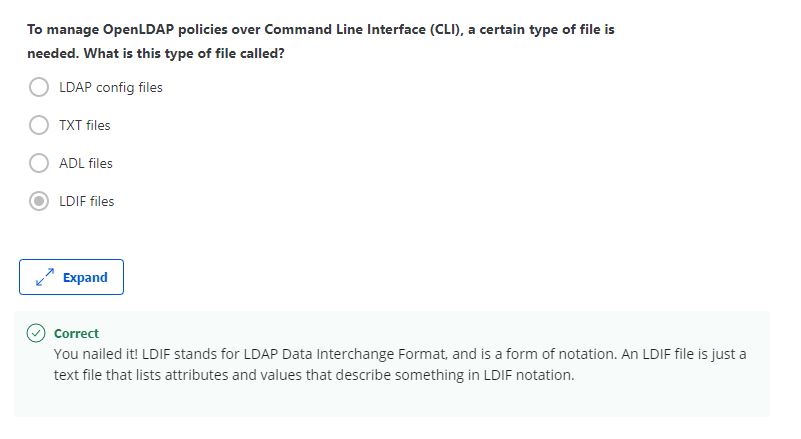 To manage OpenLDAP policies over Command Line Interface (CLI), a certain type of file is
needed. What is this type of file called?
LDAP config files
TXT files
ADL files
LDIF files
Expand
Correct
You nailed it! LDIF stands for LDAP Data Interchange Format, and is a form of notation. An LDIF file is just a
text file that lists attributes and values that describe something in LDIF notation.